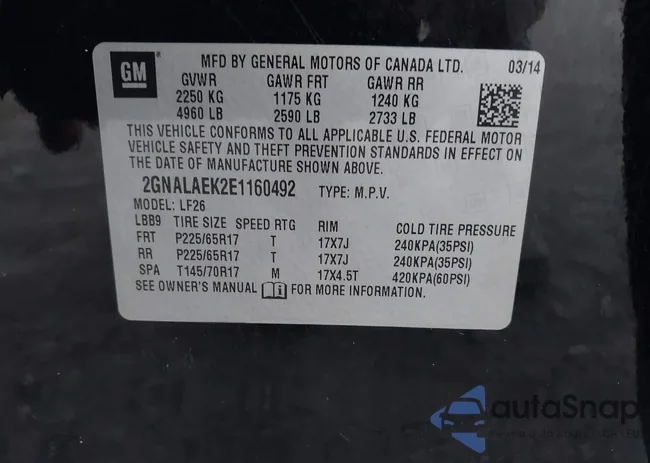 GM
MFD BY GENERAL MOTORS OF CANADA LTD. 03/14
GVWR GAWR FRT GAWR RR
2250 KG 1175 KG 1240 KG
4960 LB 2590 LB 2733 LB
THIS VEHICLE CONFORMS TO ALL APPLICABLE U.S. FEDERAL MOTOR
VEHICLE SAFETY AND THEFT PREVENTION STANDARDS IN EFFECT ON
THE DATE OF MANUFACTURE SHOWN ABOVE.
2GNALAEK2E1160492 TYPE: M.P.V.
MODEL: LF26
LBB9 TIRE SIZE SPEED RTG RIM COLD TIRE PRESSURE
FRT P225/65R17 T 17X7J 240KPA(35PSI)
RR P225/65R17 T 17X7J 240KPA(35PSI)
SPA T145/70R17 M 17X4.5T 420KPA(60PSI)
SEE OWNER'S MANUAL FOR MORE INFORMATION.
autoSnap